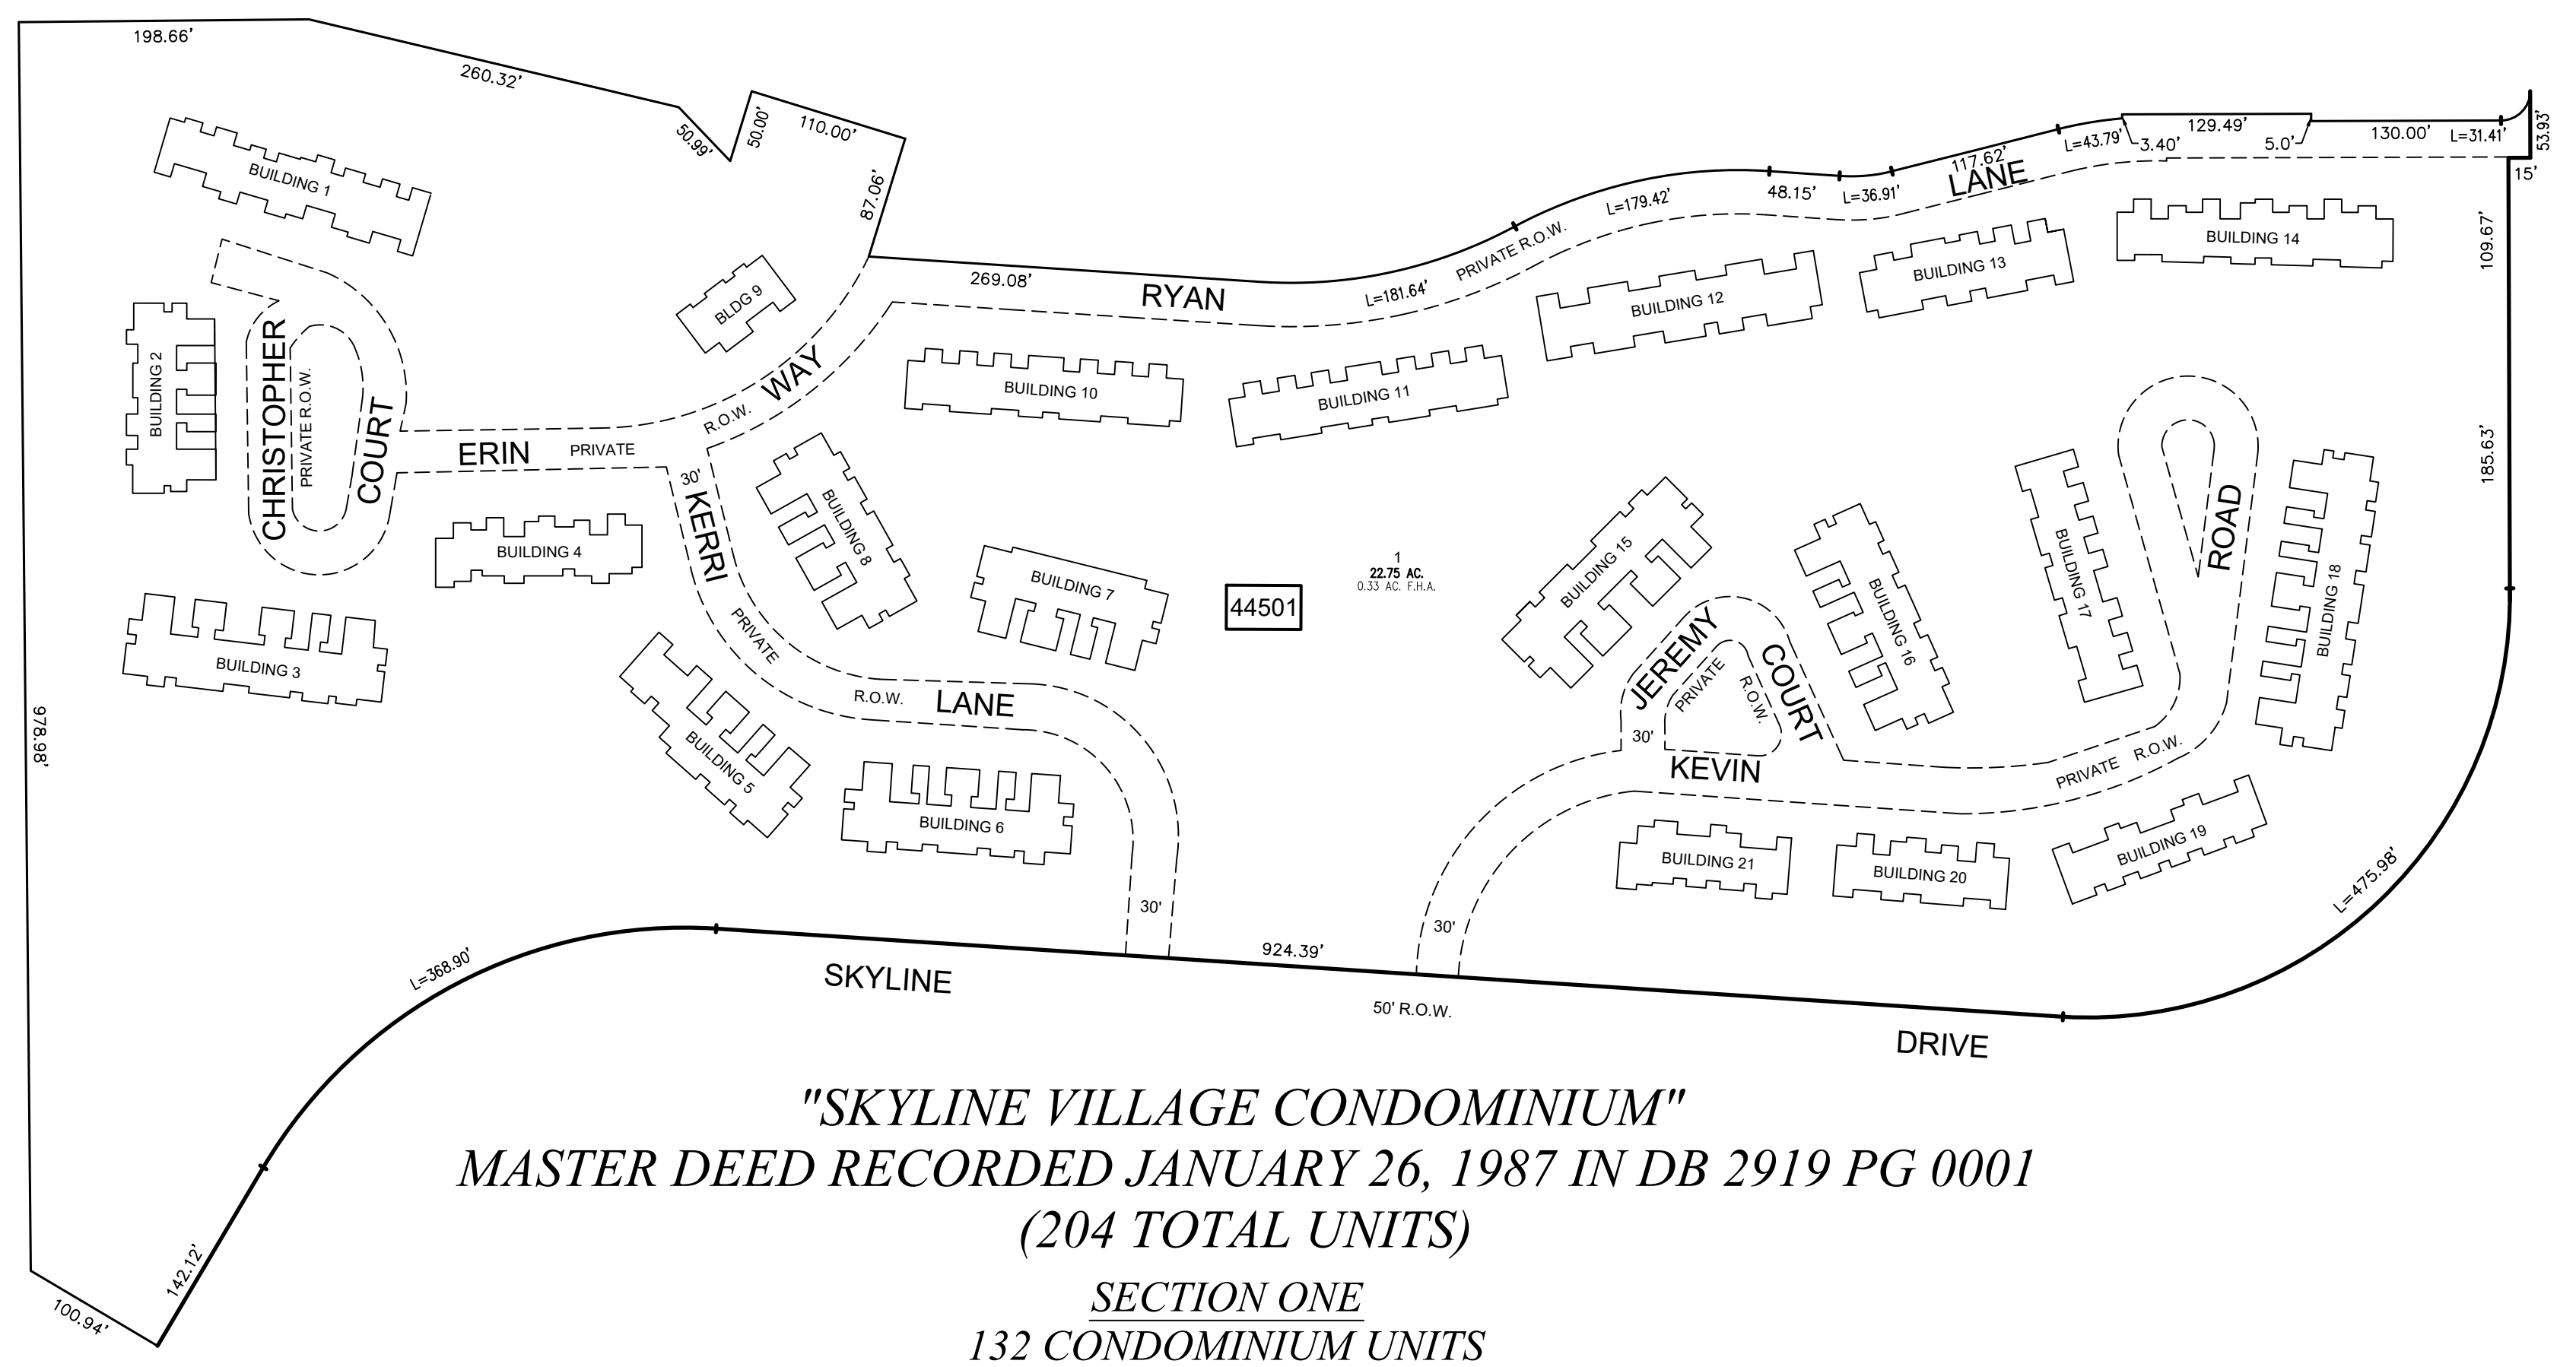 198.66'
260.32'
50.99'
50.00'
110.00'
87.06'
269.08'
L=181.64'
L=179.42'
48.15'
L=36.91'
117.62'
L=43.79'
3.40'
129.49'
5.0'
130.00'
L=31.41'
53.93'
15'
109.67'
185.63'
L=475.98'
924.39'
L=368.90'
142.12'
100.94'
978.98'
BUILDING 1
BUILDING 2
BUILDING 3
BUILDING 4
BUILDING 5
BUILDING 6
BUILDING 7
BUILDING 8
BLDG 9
BUILDING 10
BUILDING 11
BUILDING 12
BUILDING 13
BUILDING 14
BUILDING 15
BUILDING 16
BUILDING 17
BUILDING 18
BUILDING 19
BUILDING 20
BUILDING 21
CHRISTOPHER COURT
PRIVATE R.O.W.
ERIN WAY
PRIVATE R.O.W.
30'
KERRI LANE
PRIVATE R.O.W.
30'
RYAN LANE
PRIVATE R.O.W.
1
22.75 AC.
0.33 AC. F.H.A.
44501
JEREMY COURT
PRIVATE R.O.W.
30'
KEVIN ROAD
PRIVATE R.O.W.
30'
SKYLINE DRIVE
50' R.O.W.
"SKYLINE VILLAGE CONDOMINIUM"
MASTER DEED RECORDED JANUARY 26, 1987 IN DB 2919 PG 0001
(204 TOTAL UNITS)
SECTION ONE
132 CONDOMINIUM UNITS